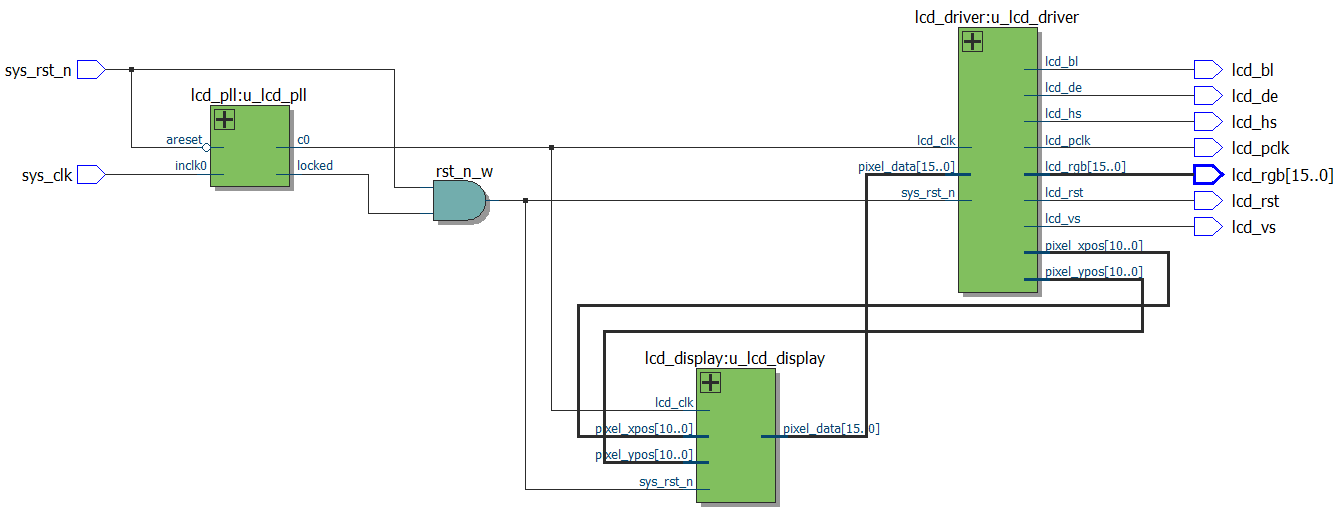 lcd_driver:u_lcd_driver
sys_rst_n
lcd_bl
lcd_bl
lcd_de
lcd_de
lcd_pll:u_lcd_pll
lcd_hs
lcd_hs
areset
c0
lcd_clk
lcd_pclk
lcd_pclk
sys_clk
inclk0
locked
pixel_data[15..0]
lcd_rgb[15..0]
lcd_rgb[15..0]
rst_n_w
sys_rst_n
lcd_rst
lcd_rst
lcd_vs
lcd_vs
pixel_xpos[10..0]
pixel_ypos[10..0]
lcd_display:u_lcd_display
lcd_clk
pixel_xpos[10..0]
pixel_data[15..0]
pixel_ypos[10..0]
sys_rst_n